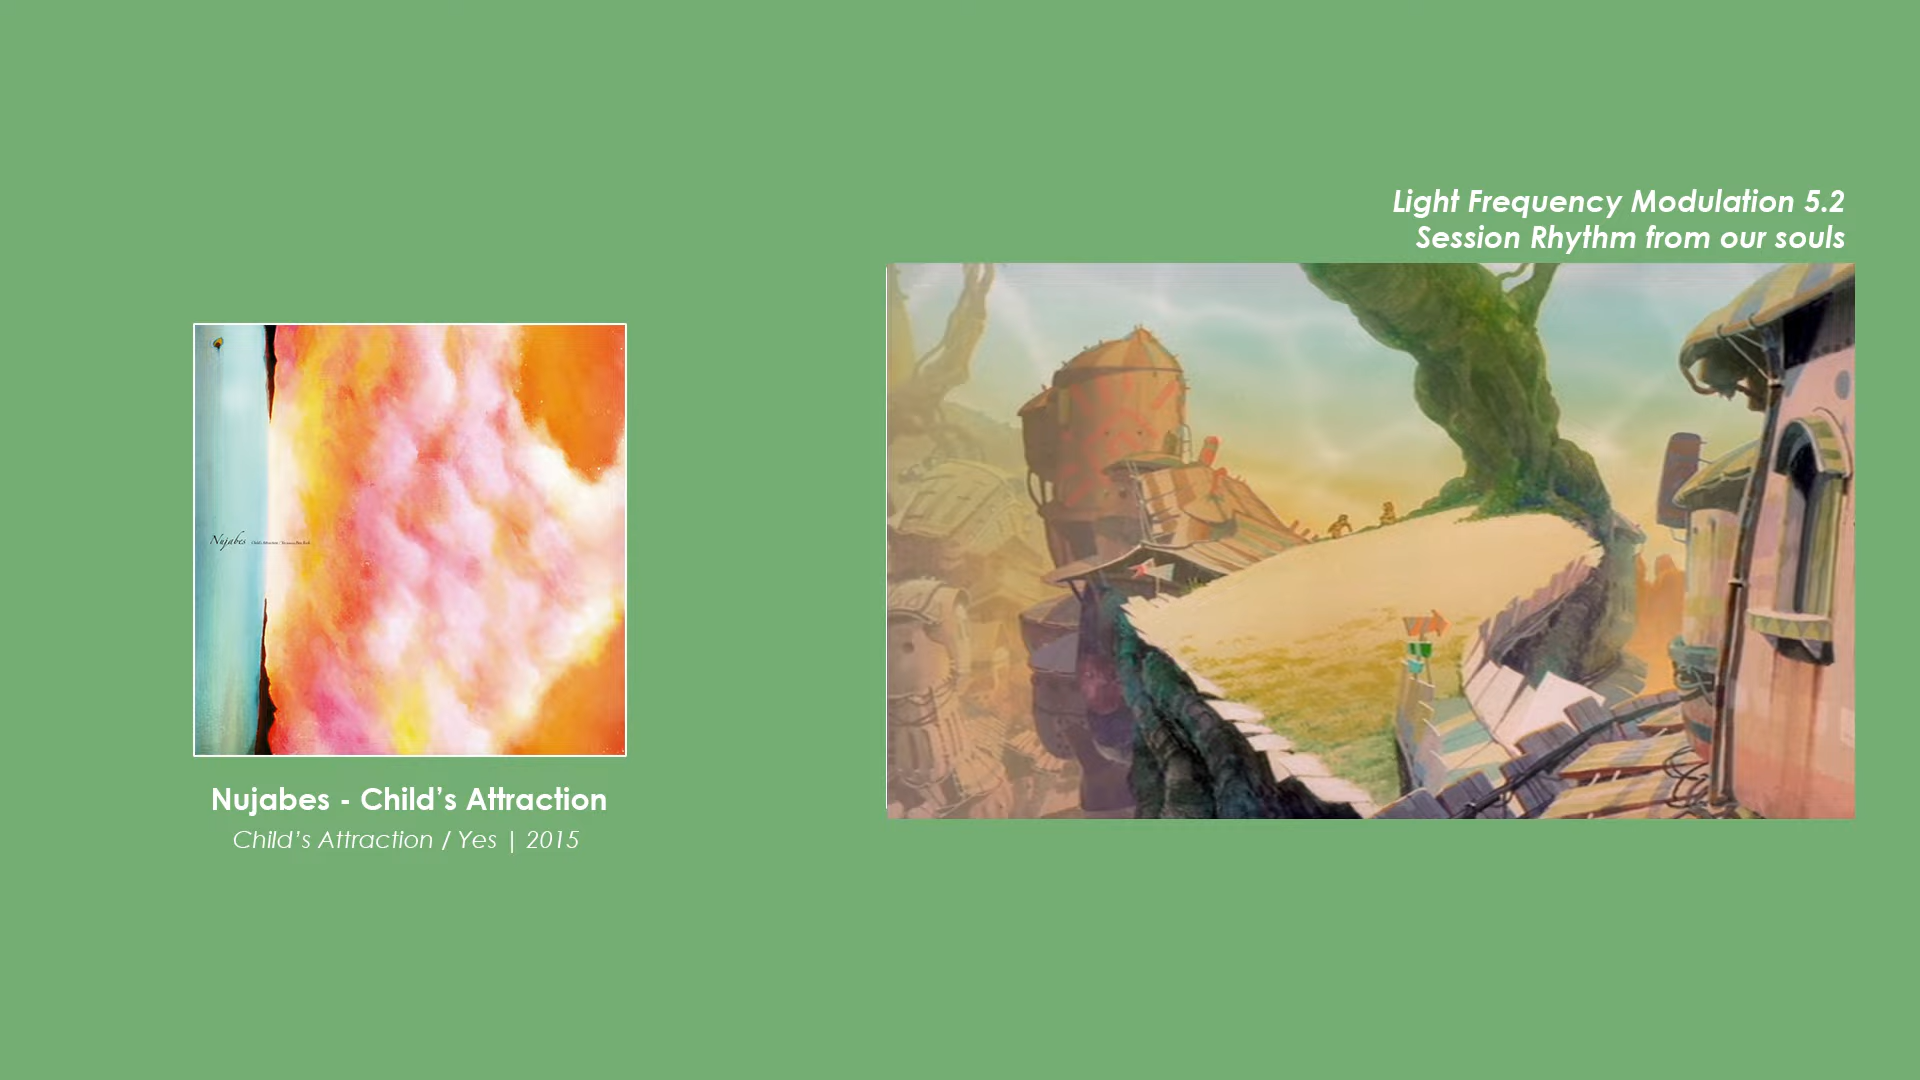 Light Frequency Modulation 5.2
Session Rhythm from our souls
Nujabes
Nujabes - Child’s Attraction
Child’s Attraction / Yes | 2015